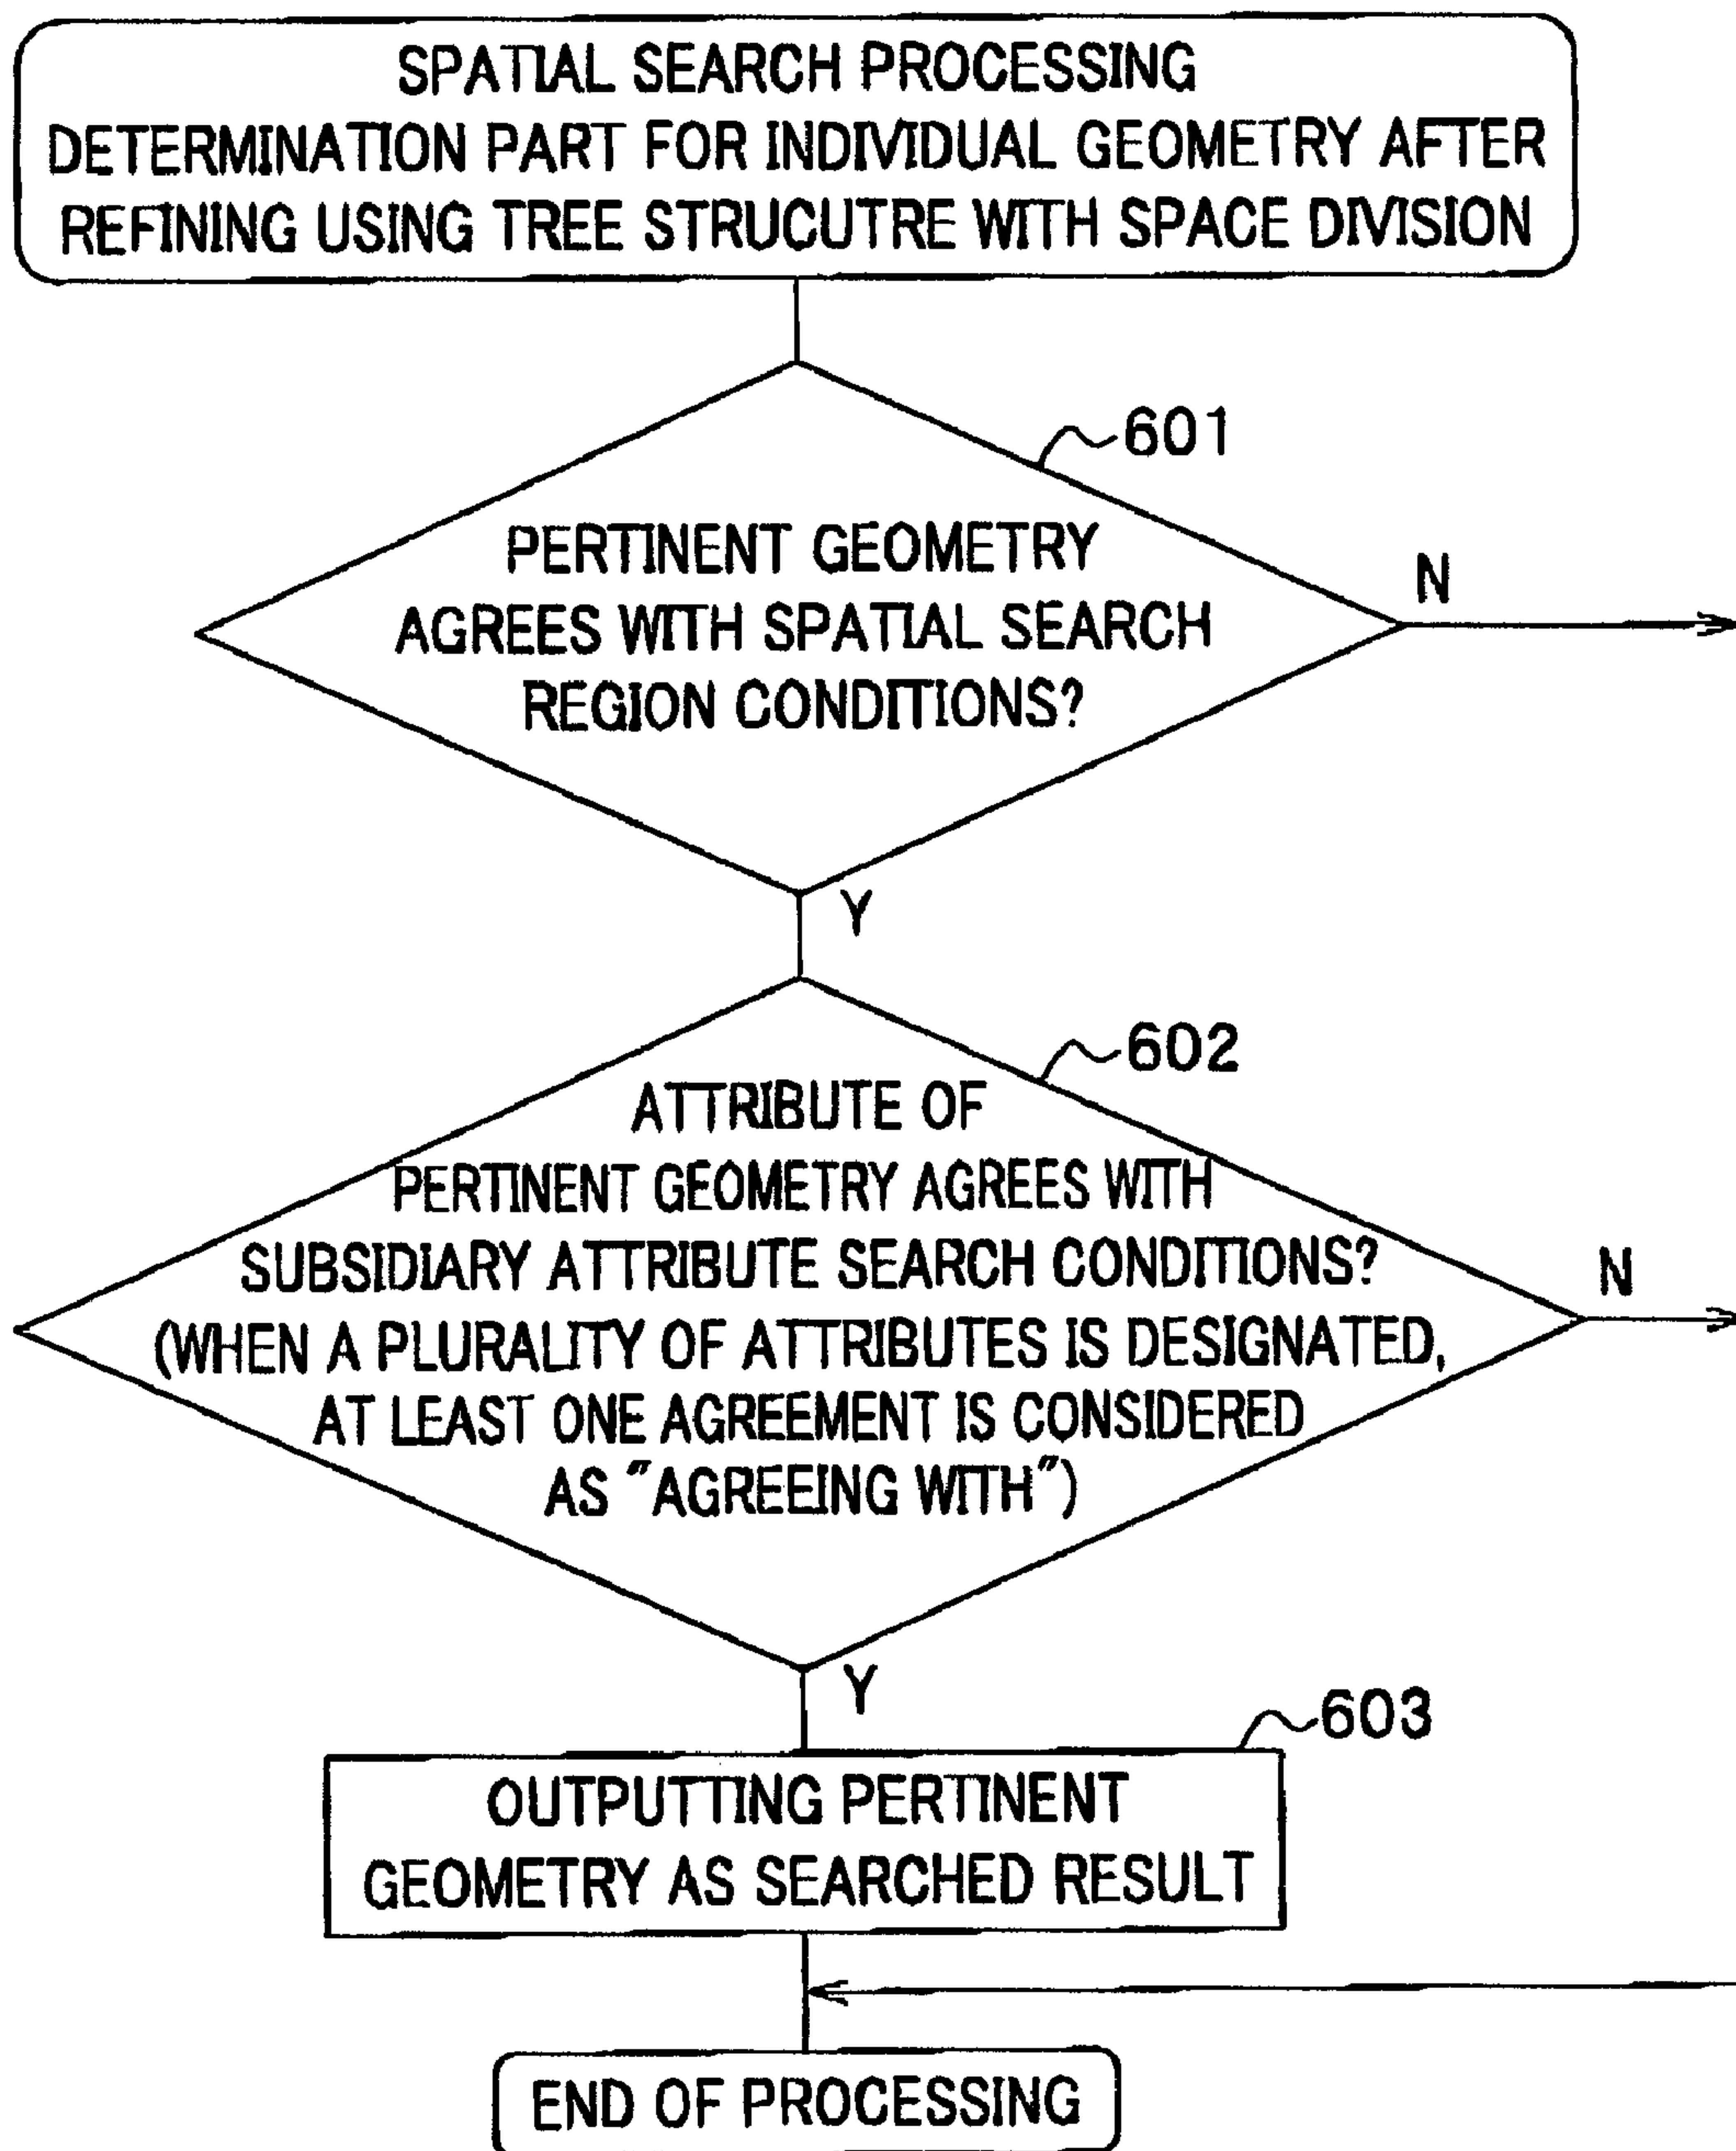 SPATIAL SEARCH PROCESSING
DETERMINATION PART FOR INDIVIDUAL GEOMETRY AFTER
REFINING USING TREE STRUCUTRE WITH SPACE DIVISION
601
PERTINENT GEOMETRY
AGREES WITH SPATIAL SEARCH
REGION CONDITIONS?
N
Y
602
ATTRIBUTE OF
PERTINENT GEOMETRY AGREES WITH
SUBSIDIARY ATTRIBUTE SEARCH CONDITIONS?
(WHEN A PLURALITY OF ATTRIBUTES IS DESIGNATED,
AT LEAST ONE AGREEMENT IS CONSIDERED
AS "AGREEING WITH")
N
Y
603
OUTPUTTING PERTINENT
GEOMETRY AS SEARCHED RESULT
END OF PROCESSING